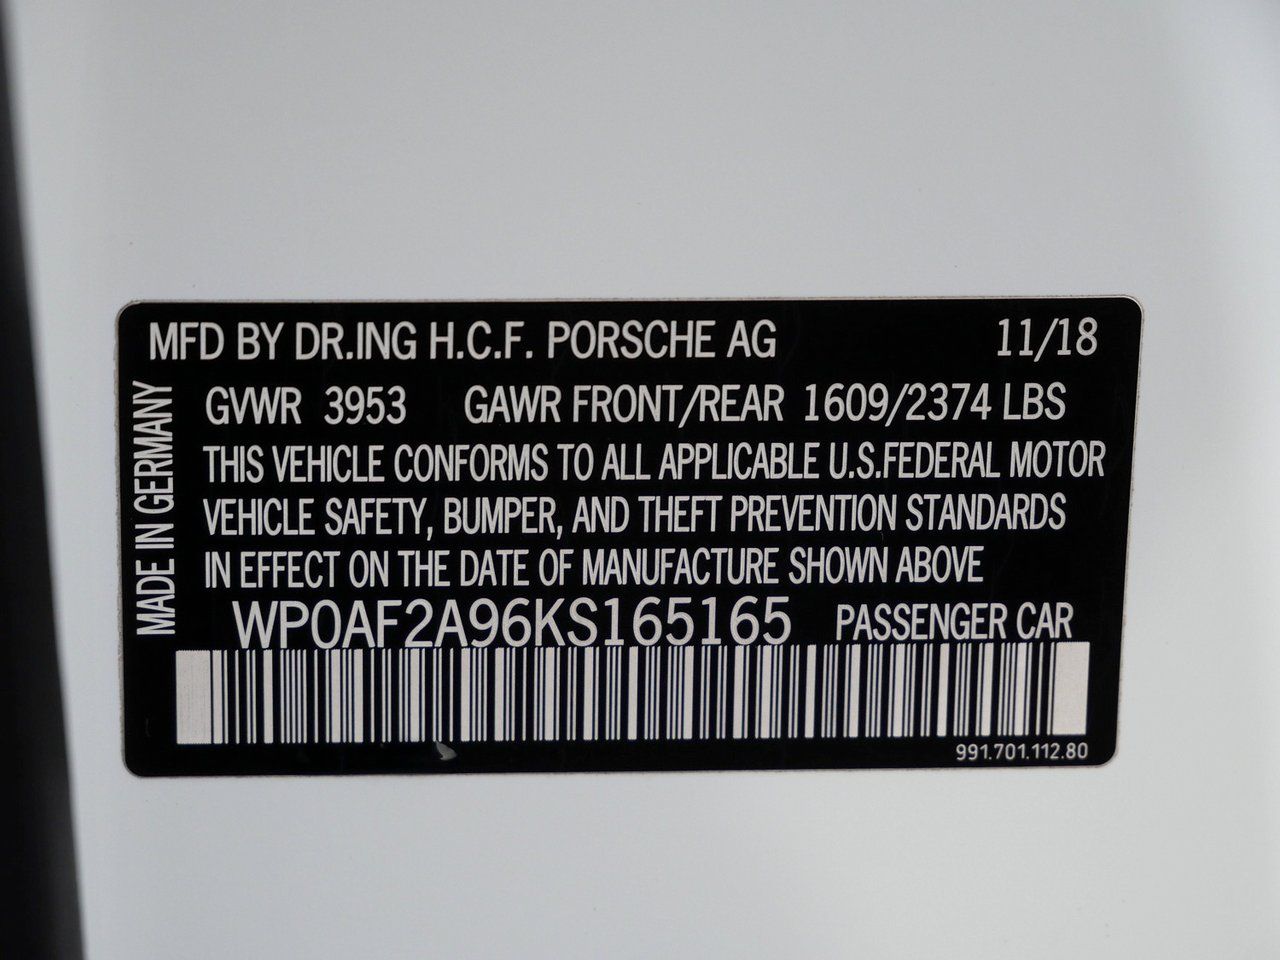 MFD BY DR.ING H.C.F. PORSCHE AG 11/18
GVWR 3953 GAWR FRONT/REAR 1609/2374 LBS
THIS VEHICLE CONFORMS TO ALL APPLICABLE U.S.FEDERAL MOTOR
VEHICLE SAFETY, BUMPER, AND THEFT PREVENTION STANDARDS
IN EFFECT ON THE DATE OF MANUFACTURE SHOWN ABOVE
WP0AF2A96KS165165 PASSENGER CAR
991.701.112.80
MADE IN GERMANY